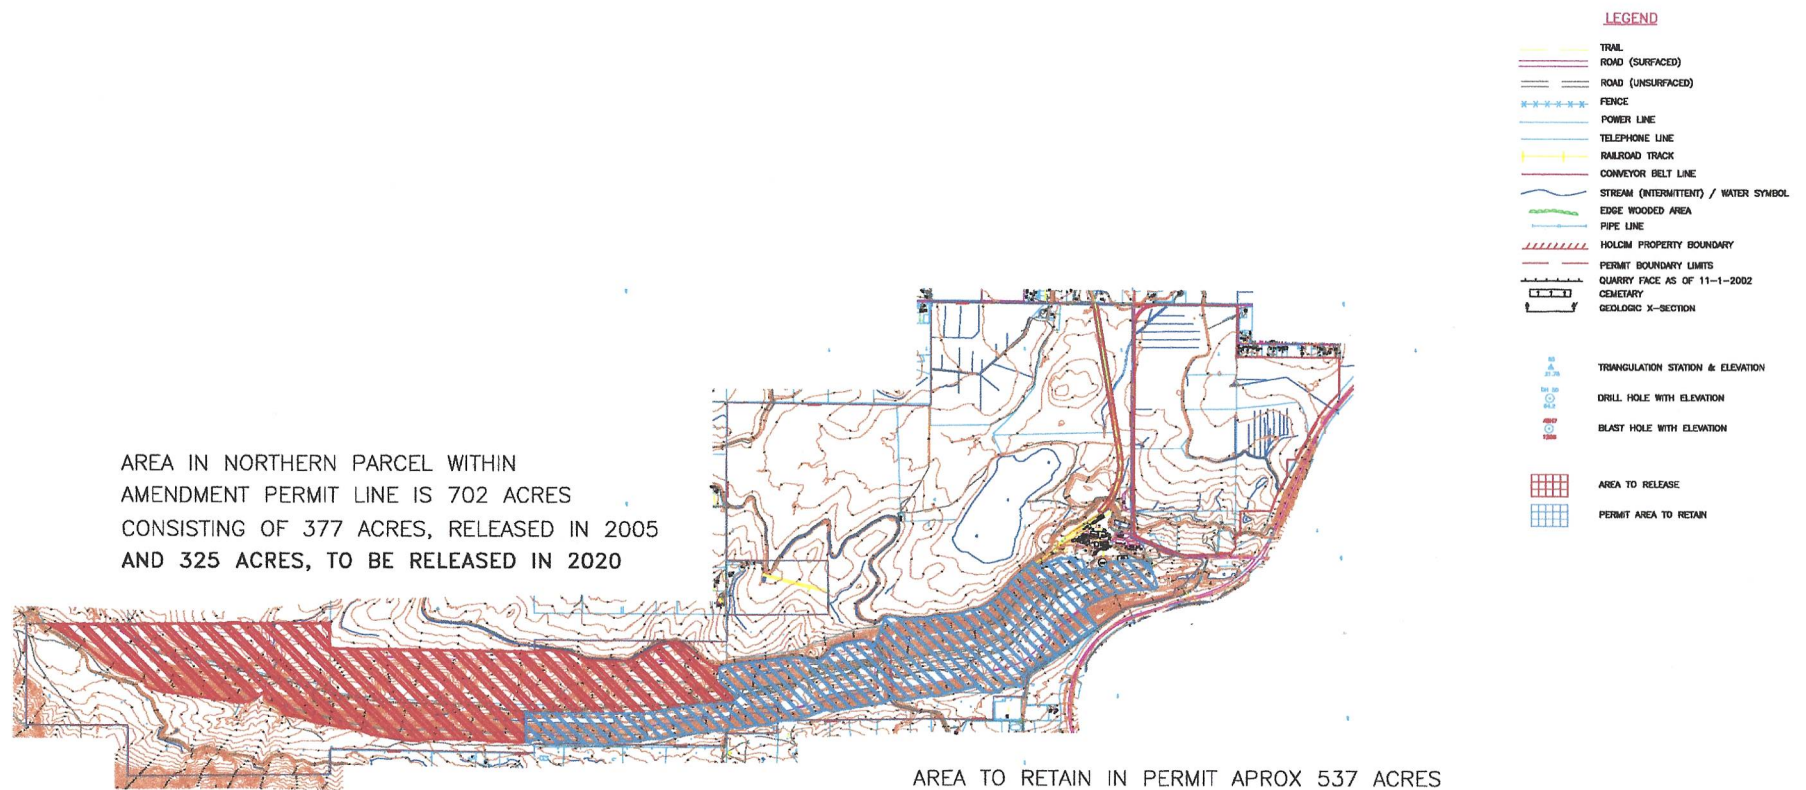 LEGEND
TRAIL
ROAD (SURFACED)
ROAD (UNSURFACED)
FENCE
POWER LINE
TELEPHONE LINE
RAILROAD TRACK
CONVEYOR BELT LINE
STREAM (INTERMITTENT) / WATER SYMBOL
EDGE WOODED AREA
PIPE LINE
HOLCIM PROPERTY BOUNDARY
PERMIT BOUNDARY LIMITS
QUARRY FACE AS OF 11-1-2002
CEMETARY
GEOLOGIC X-SECTION
TRIANGULATION STATION & ELEVATION
DRILL HOLE WITH ELEVATION
BLAST HOLE WITH ELEVATION
AREA TO RELEASE
PERMIT AREA TO RETAIN
AREA IN NORTHERN PARCEL WITHIN
AMENDMENT PERMIT LINE IS 702 ACRES
CONSISTING OF 377 ACRES, RELEASED IN 2005
AND 325 ACRES, TO BE RELEASED IN 2020
AREA TO RETAIN IN PERMIT APROX 537 ACRES